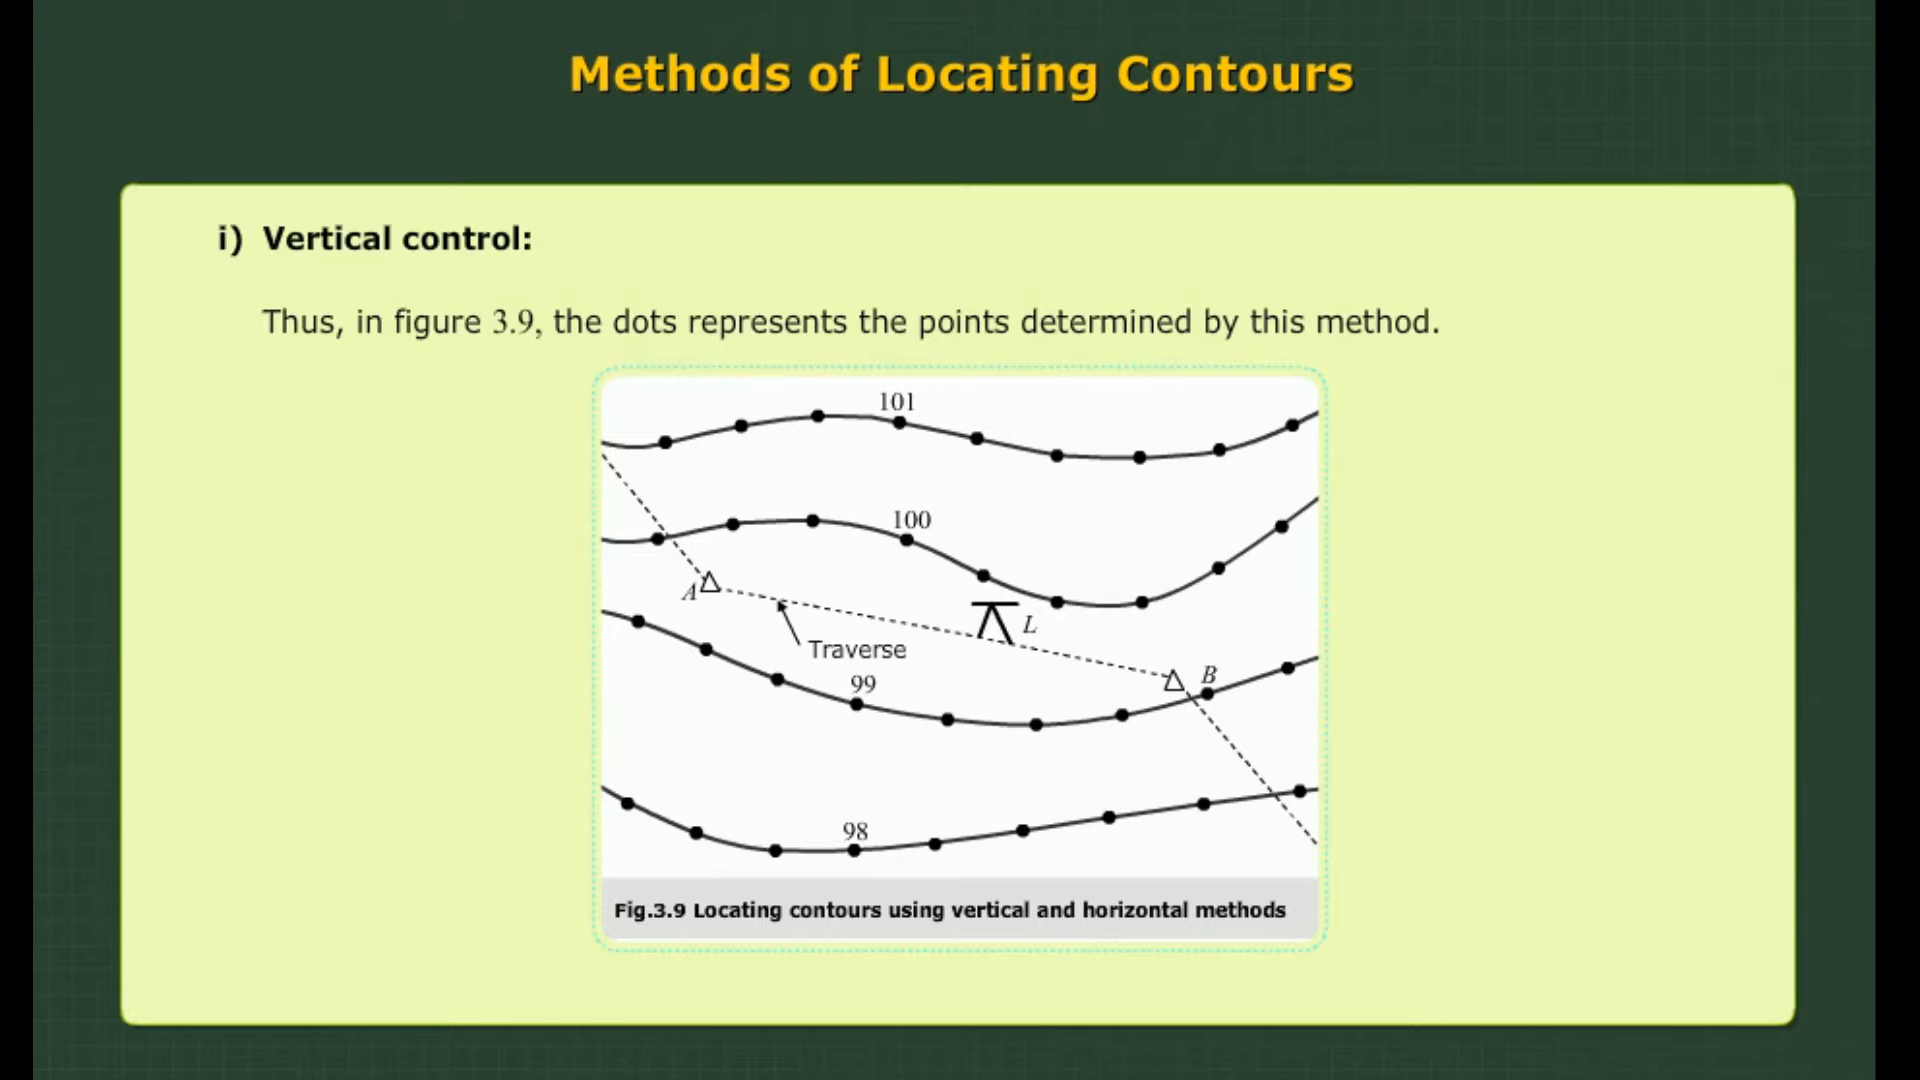 Methods of Locating Contours
i) Vertical control:
Thus, in figure 3.9, the dots represents the points determined by this method.
101
100
A
L
Traverse
B
99
98
Fig.3.9 Locating contours using vertical and horizontal methods